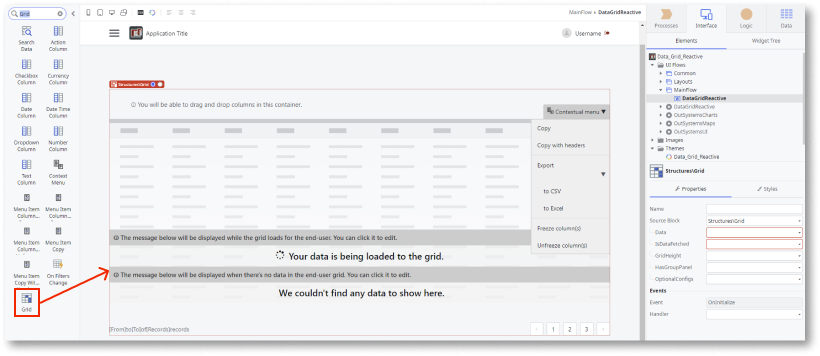 Grid
Search Data
Action Column
Checkbox Column
Currency Column
Date Column
Date Time Column
Dropdown Column
Number Column
Text Column
Context Menu
Menu Item Column...
Menu Item Column...
Menu Item Column...
Menu Item Copy
Menu Item Copy Wit...
On Filters Change
Grid
MainFlow ▸ DataGridReactive
Application Title
Username
Structures\Grid
You will be able to drag and drop columns in this container.
Contextual menu
Copy
Copy with headers
Export
to CSV
to Excel
Freeze column(s)
Unfreeze column(s)
The message below will be displayed while the grid loads for the end-user. You can click it to edit.
Your data is being loaded to the grid.
The message below will be displayed when there's no data in the end-user grid. You can click it to edit.
We couldn't find any data to show here.
[From]to[To]of[Records]records
1 2 3
Processes
Interface
Logic
Data
Elements
Widget Tree
Data_Grid_Reactive
UI Flows
Common
Layouts
MainFlow
DataGridReactive
DataGridReactive
OutSystemsCharts
OutSystemsMaps
OutSystemsUI
Images
Themes
Data_Grid_Reactive
Structures\Grid
Properties
Styles
Name
Source Block
Structures\Grid
Data
IsDataFetched
GridHeight
HasGroupPanel
OptionalConfigs
Events
Event
OnInitialize
Handler